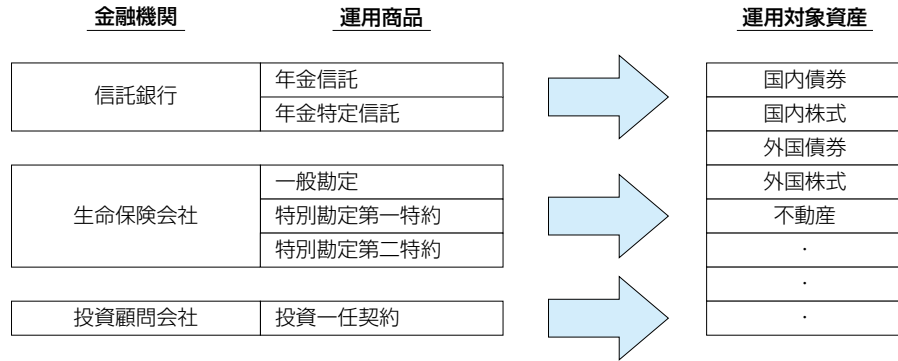 金融機関 運用商品 運用対象資産
信託銀行
年金信託
年金特定信託
生命保険会社
一般勘定
特別勘定第一特約
特別勘定第二特約
投資顧問会社
投資一任契約
国内債券
国内株式
外国債券
外国株式
不動産
・
・
・